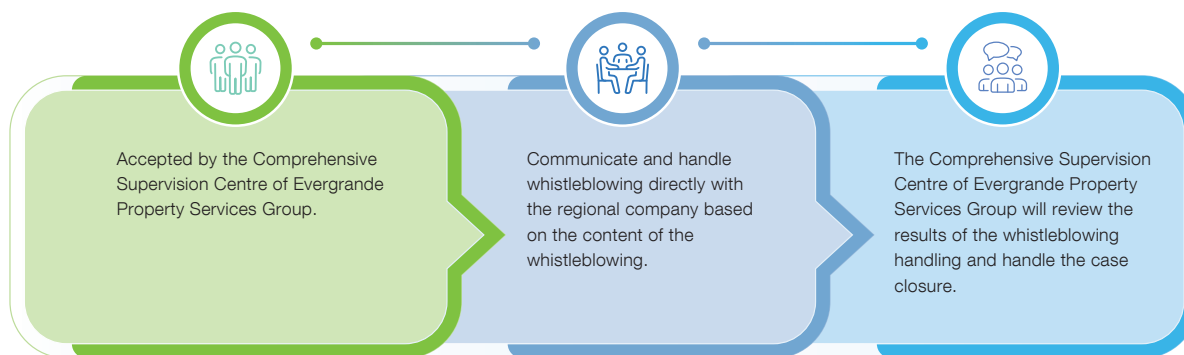 Accepted by the Comprehensive
Supervision Centre of Evergrande
Property Services Group.
Communicate and handle
whistleblowing directly with
the regional company based
on the content of the
whistleblowing.
The Comprehensive Supervision
Centre of Evergrande Property
Services Group will review the
results of the whistleblowing
handling and handle the case
closure.